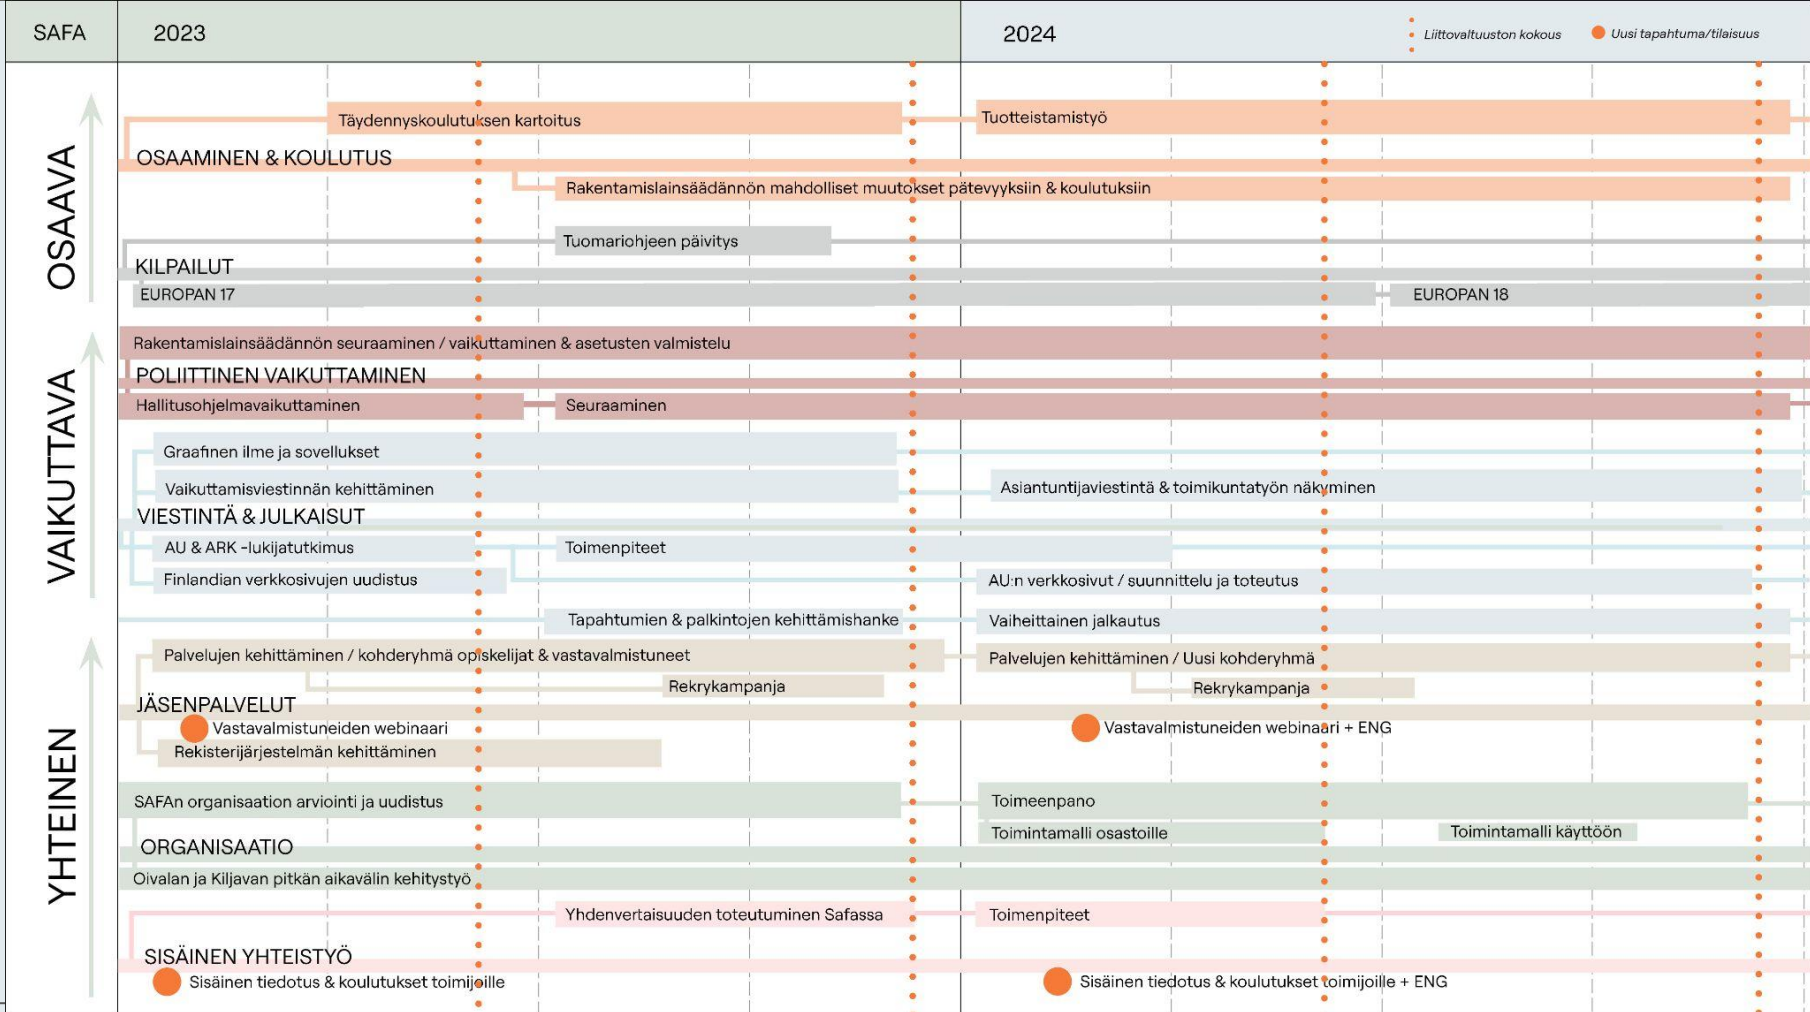 SAFA
2023
2024
Liittovaltuuston kokous
Uusi tapahtuma/tilaisuus
OSAAVA
Täydennyskoulutuksen kartoitus
Tuotteistamistyö
OSAAMINEN & KOULUTUS
Rakentamislainsäädännön mahdolliset muutokset pätevyyksiin & koulutuksiin
Tuomariohjeen päivitys
KILPAILUT
EUROPAN 17
EUROPAN 18
VAIKUTTAVA
Rakentamislainsäädännön seuraaminen / vaikuttaminen & asetusten valmistelu
POLIITTINEN VAIKUTTAMINEN
Hallitusohjelmavaikuttaminen
Seuraaminen
Graafinen ilme ja sovellukset
Vaikuttamisviestinnän kehittäminen
Asiantuntijaviestintä & toimikuntatyön näkyminen
VIESTINTÄ & JULKAISUT
AU & ARK -lukijatutkimus
Toimenpiteet
Finlandian verkkosivujen uudistus
AU:n verkkosivut / suunnittelu ja toteutus
Tapahtumien & palkintojen kehittämishanke
Vaiheittainen jalkautus
YHTEINEN
Palvelujen kehittäminen / kohderyhmä opiskelijat & vastavalmistuneet
Palvelujen kehittäminen / Uusi kohderyhmä
Rekrykampanja
Rekrykampanja
JÄSENPALVELUT
Vastavalmistuneiden webinaari
Vastavalmistuneiden webinaari + ENG
Rekisterijärjestelmän kehittäminen
SAFAn organisaation arviointi ja uudistus
Toimeenpano
Toimintamalli osastoille
Toimintamalli käyttöön
ORGANISAATIO
Oivalan ja Kiljavan pitkän aikavälin kehitystyö
Yhdenvertaisuuden toteutuminen Safassa
Toimenpiteet
SISÄINEN YHTEISTYÖ
Sisäinen tiedotus & koulutukset toimijoille
Sisäinen tiedotus & koulutukset toimijoille + ENG